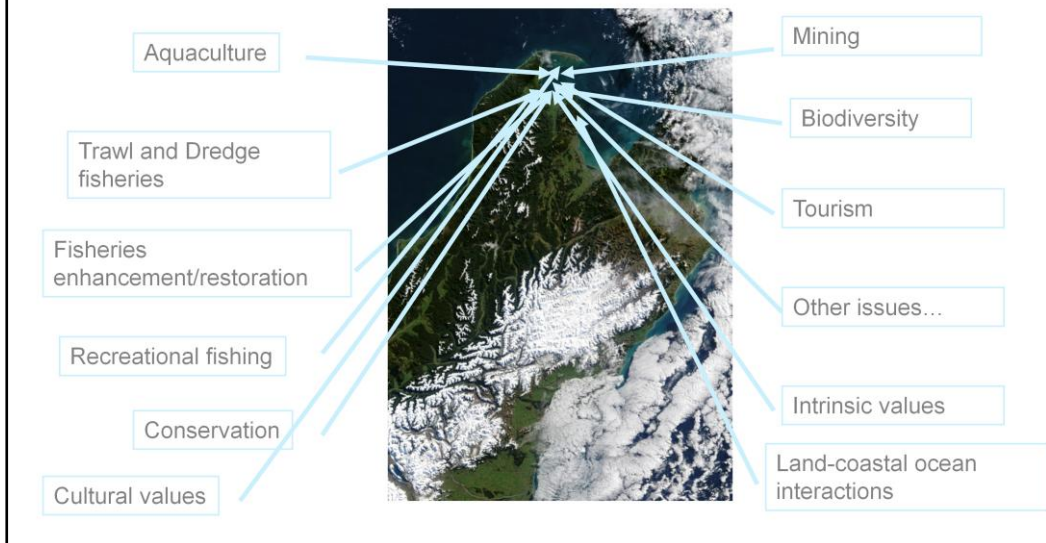 Aquaculture
Trawl and Dredge
fisheries
Fisheries
enhancement/restoration
Recreational fishing
Conservation
Cultural values
Mining
Biodiversity
Tourism
Other issues…
Intrinsic values
Land-coastal ocean
interactions